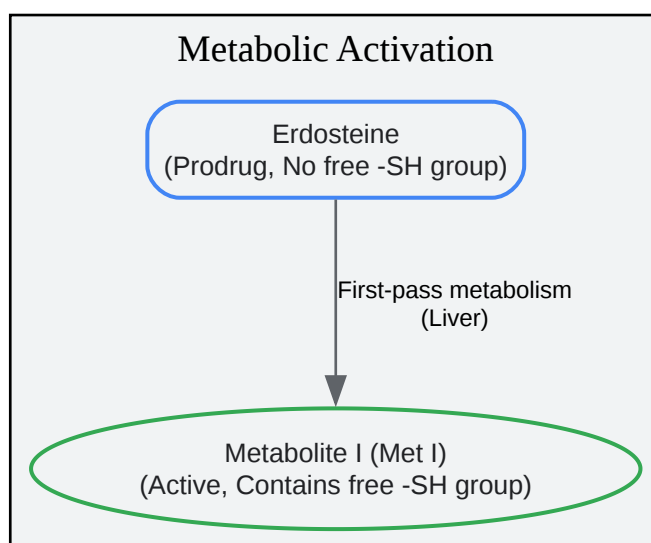 Metabolic Activation
Erdosteine
(Prodrug, No free -SH group)
First-pass metabolism
(Liver)
Metabolite I (Met I)
(Active, Contains free -SH group)